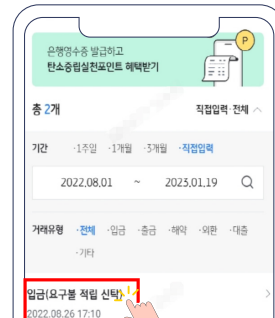 은행영수증 발급하고
탄소중립실천포인트 혜택받기
P
총 2개
직접입력·전체
기간 ·1주일 ·1개월 ·3개월 ·직접입력
2022.08.01 ~ 2023.01.19
거래유형 ·전체 ·입금 ·출금 ·해약 ·외환 ·대출
·기타
입금(요구불 적립 신탁)
2022.08.26 17:10